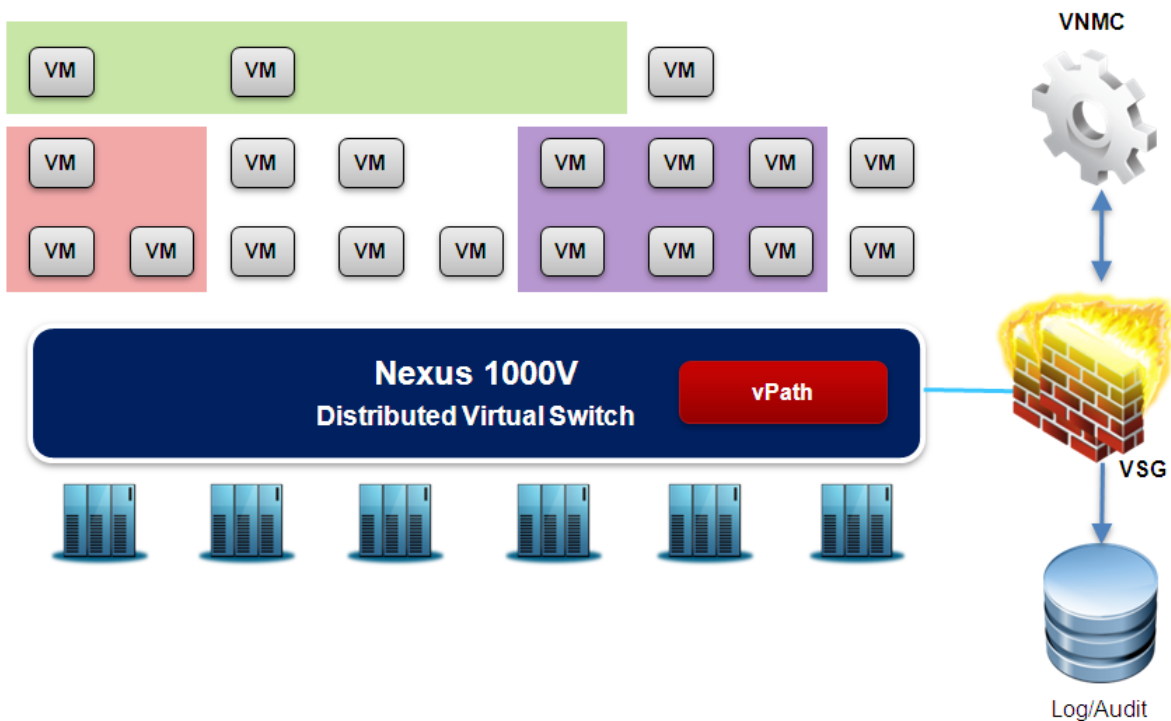 VNMC
VM VM VM
VM VM VM VM VM VM VM
VM VM VM VM VM VM VM VM VM
Nexus 1000V
Distributed Virtual Switch
vPath
VSG
Log/Audit